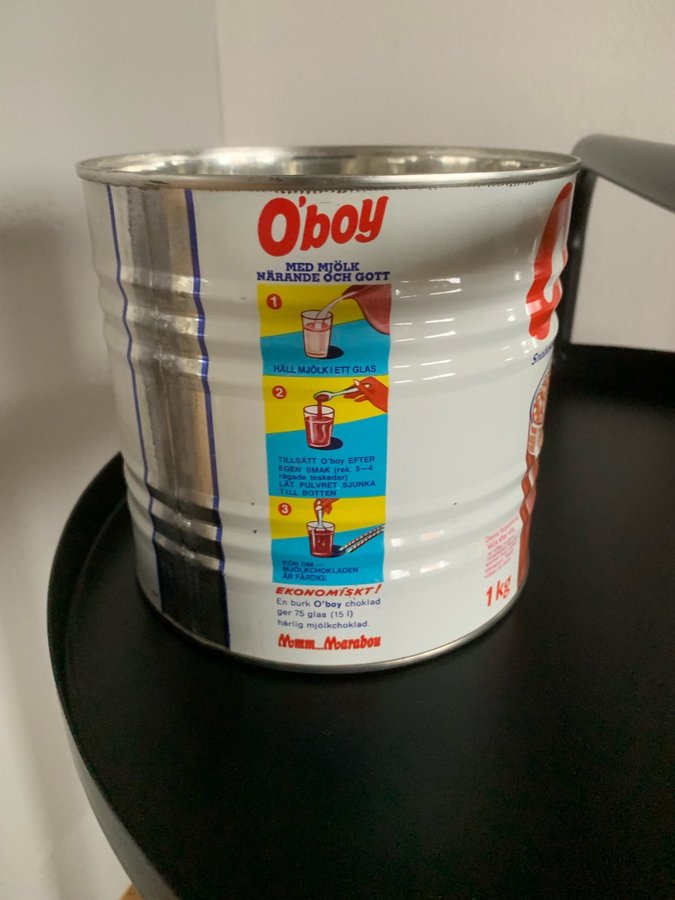 O'boy
MED MJÖLK
NÄRANDE OCH GOTT
1
HÄLL MJÖLK I ETT GLAS
2
TILLSÄTT O'boy EFTER
EGEN SMAK (rek. 3—4
rågade teskedar)
LÅT PULVRET SJUNKA
TILL BOTTEN
3
RÖR OM —
MJÖLKCHOKLADEN
ÄR FÄRDIG!
EKONOMISKT!
En burk O'boy choklad
ger 75 glas (15 l)
härlig mjölkchoklad.
Mmm...Marabou
1 kg